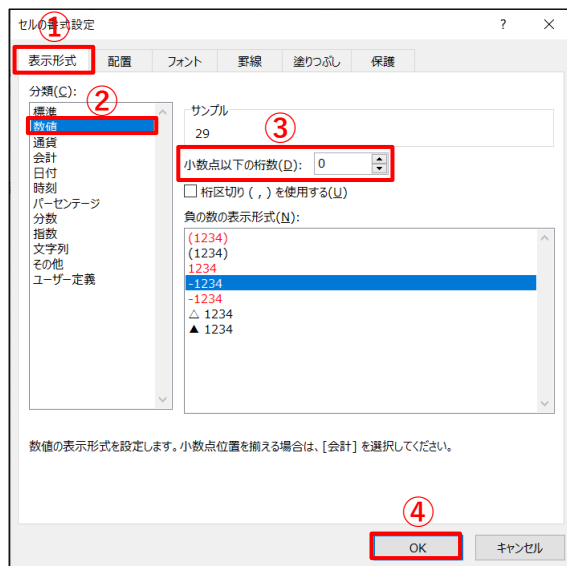 セルの書式設定 ? ×
①
表示形式 配置 フォント 罫線 塗りつぶし 保護
分類(C):
②
標準
数値
通貨
会計
日付
時刻
パーセンテージ
分数
指数
文字列
その他
ユーザー定義
サンプル
29
③
小数点以下の桁数(D): 0
桁区切り ( , ) を使用する(U)
負の数の表示形式(N):
(1234)
(1234)
1234
-1234
-1234
△ 1234
▲ 1234
数値の表示形式を設定します。小数点位置を揃える場合は、[会計] を選択してください。
④
OK キャンセル